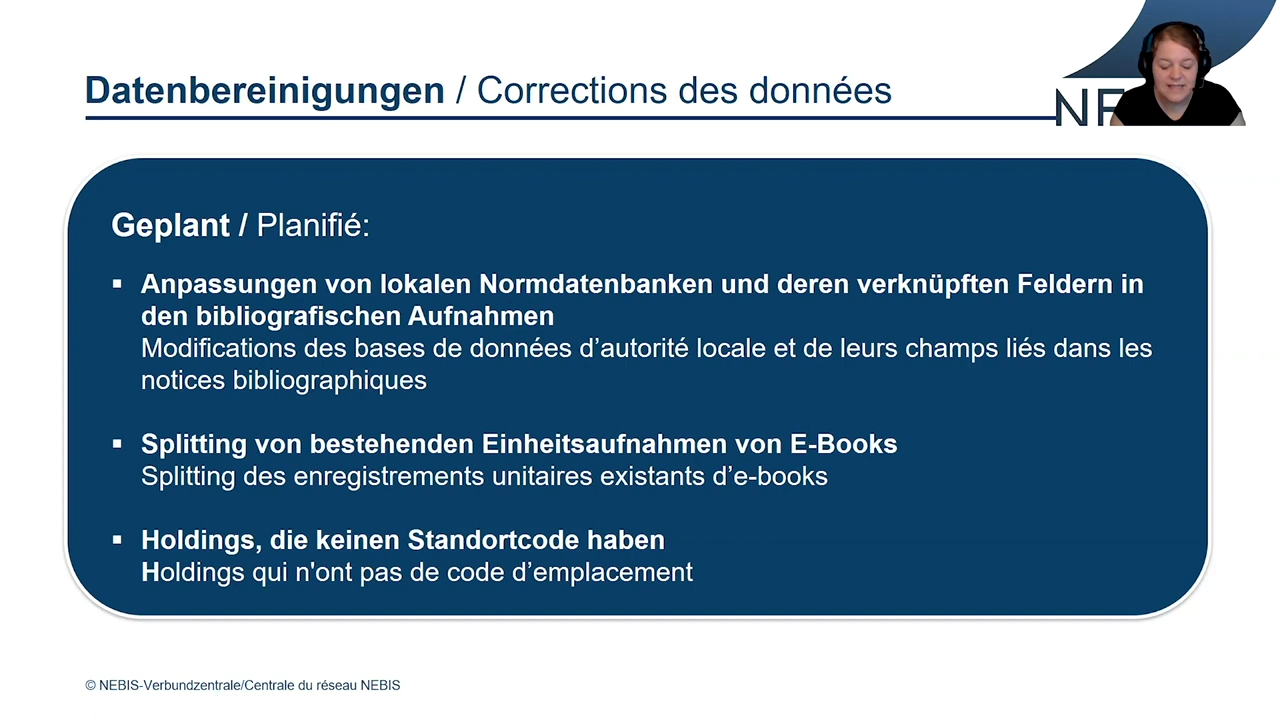 Datenbereinigungen / Corrections des données
Geplant / Planifié:
▪ Anpassungen von lokalen Normdatenbanken und deren verknüpften Feldern in
den bibliografischen Aufnahmen
Modifications des bases de données d’autorité locale et de leurs champs liés dans les
notices bibliographiques
▪ Splitting von bestehenden Einheitsaufnahmen von E-Books
Splitting des enregistrements unitaires existants d’e-books
▪ Holdings, die keinen Standortcode haben
Holdings qui n'ont pas de code d’emplacement
© NEBIS-Verbundzentrale/Centrale du réseau NEBIS